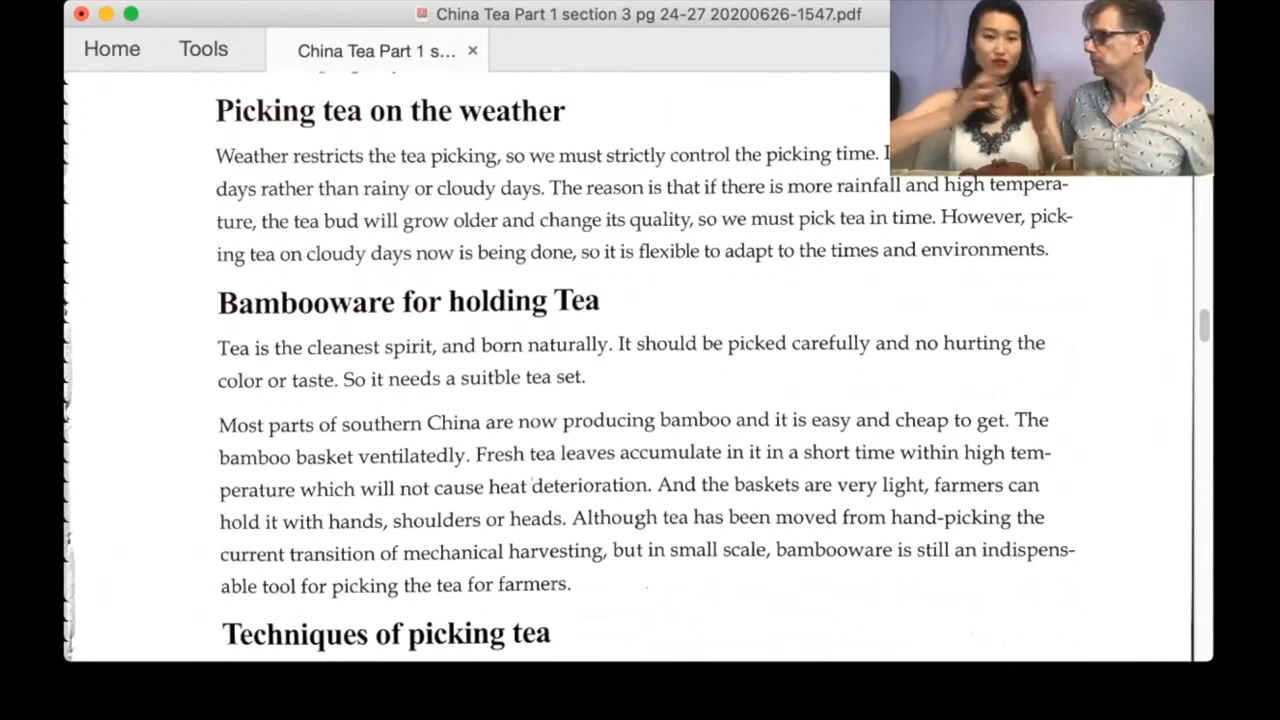 China Tea Part 1 section 3 pg 24-27 20200626-1547.pdf
Home
Tools
China Tea Part 1 s...
×
Picking tea on the weather
Weather restricts the tea picking, so we must strictly control the picking time.
days rather than rainy or cloudy days. The reason is that if there is more rainfall and high tempera-
ture, the tea bud will grow older and change its quality, so we must pick tea in time. However, pick-
ing tea on cloudy days now is being done, so it is flexible to adapt to the times and environments.
Bambooware for holding Tea
Tea is the cleanest spirit, and born naturally. It should be picked carefully and no hurting the
color or taste. So it needs a suitble tea set.
Most parts of southern China are now producing bamboo and it is easy and cheap to get. The
bamboo basket ventilatedly. Fresh tea leaves accumulate in it in a short time within high tem-
perature which will not cause heat deterioration. And the baskets are very light, farmers can
hold it with hands, shoulders or heads. Although tea has been moved from hand-picking the
current transition of mechanical harvesting, but in small scale, bambooware is still an indispens-
able tool for picking the tea for farmers.
Techniques of picking tea